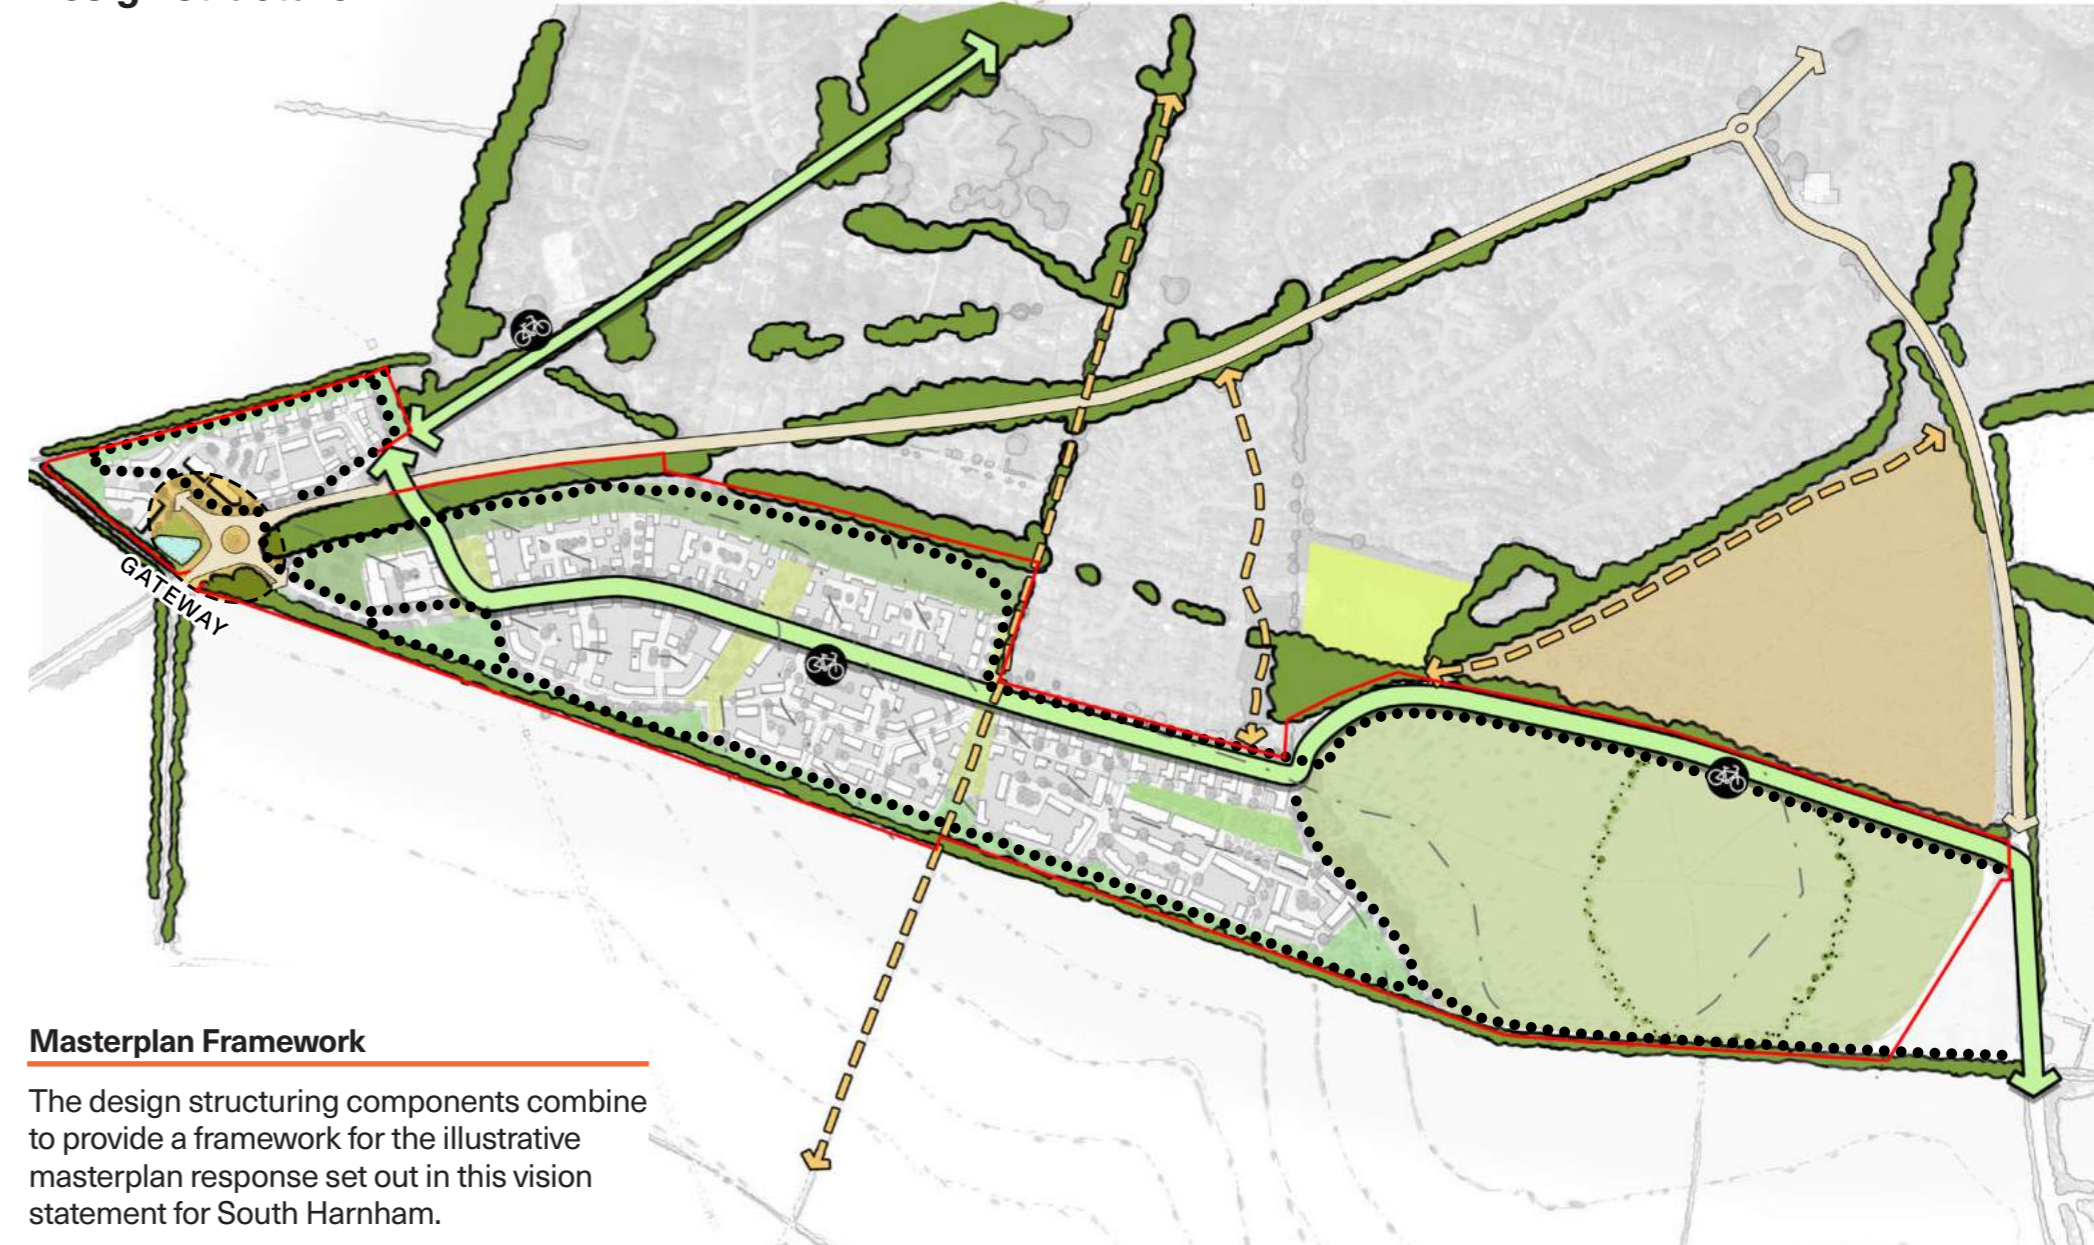 GATEWAY
Masterplan Framework
The design structuring components combine
to provide a framework for the illustrative
masterplan response set out in this vision
statement for South Harnham.